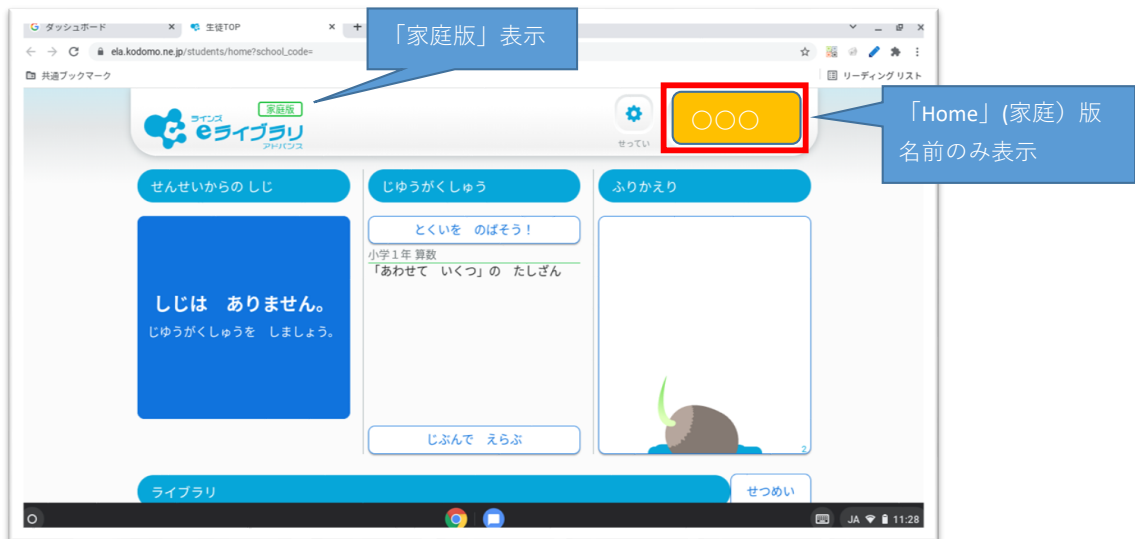 ダッシュボード
生徒TOP
ela.kodomo.ne.jp/students/home?school_code=
共通ブックマーク
リーディング リスト
「家庭版」表示
家庭版
ラインズ
eライブラリ
アドバンス
せってい
○○○
「Home」(家庭）版
名前のみ表示
せんせいからの しじ
じゆうがくしゅう
ふりかえり
しじは ありません。
じゆうがくしゅうを しましょう。
とくいを のばそう！
小学１年 算数
「あわせて いくつ」の たしざん
じぶんで えらぶ
2
ライブラリ
せつめい
JA 11:28